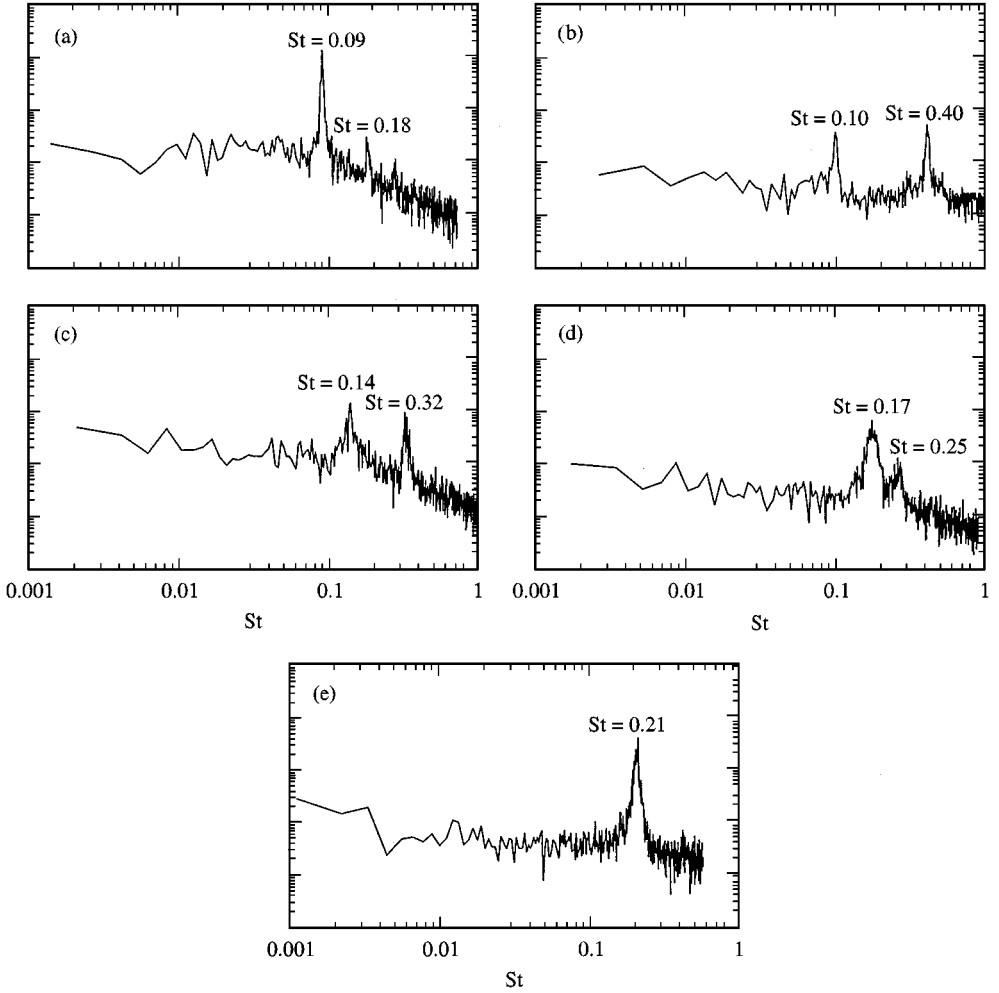 (a)
St = 0.09
St = 0.18
(b)
St = 0.10
St = 0.40
(c)
St = 0.14
St = 0.32
0.001
0.01
0.1
1
St
(d)
St = 0.17
St = 0.25
0.001
0.01
0.1
1
St
(e)
St = 0.21
0.001
0.01
0.1
1
St